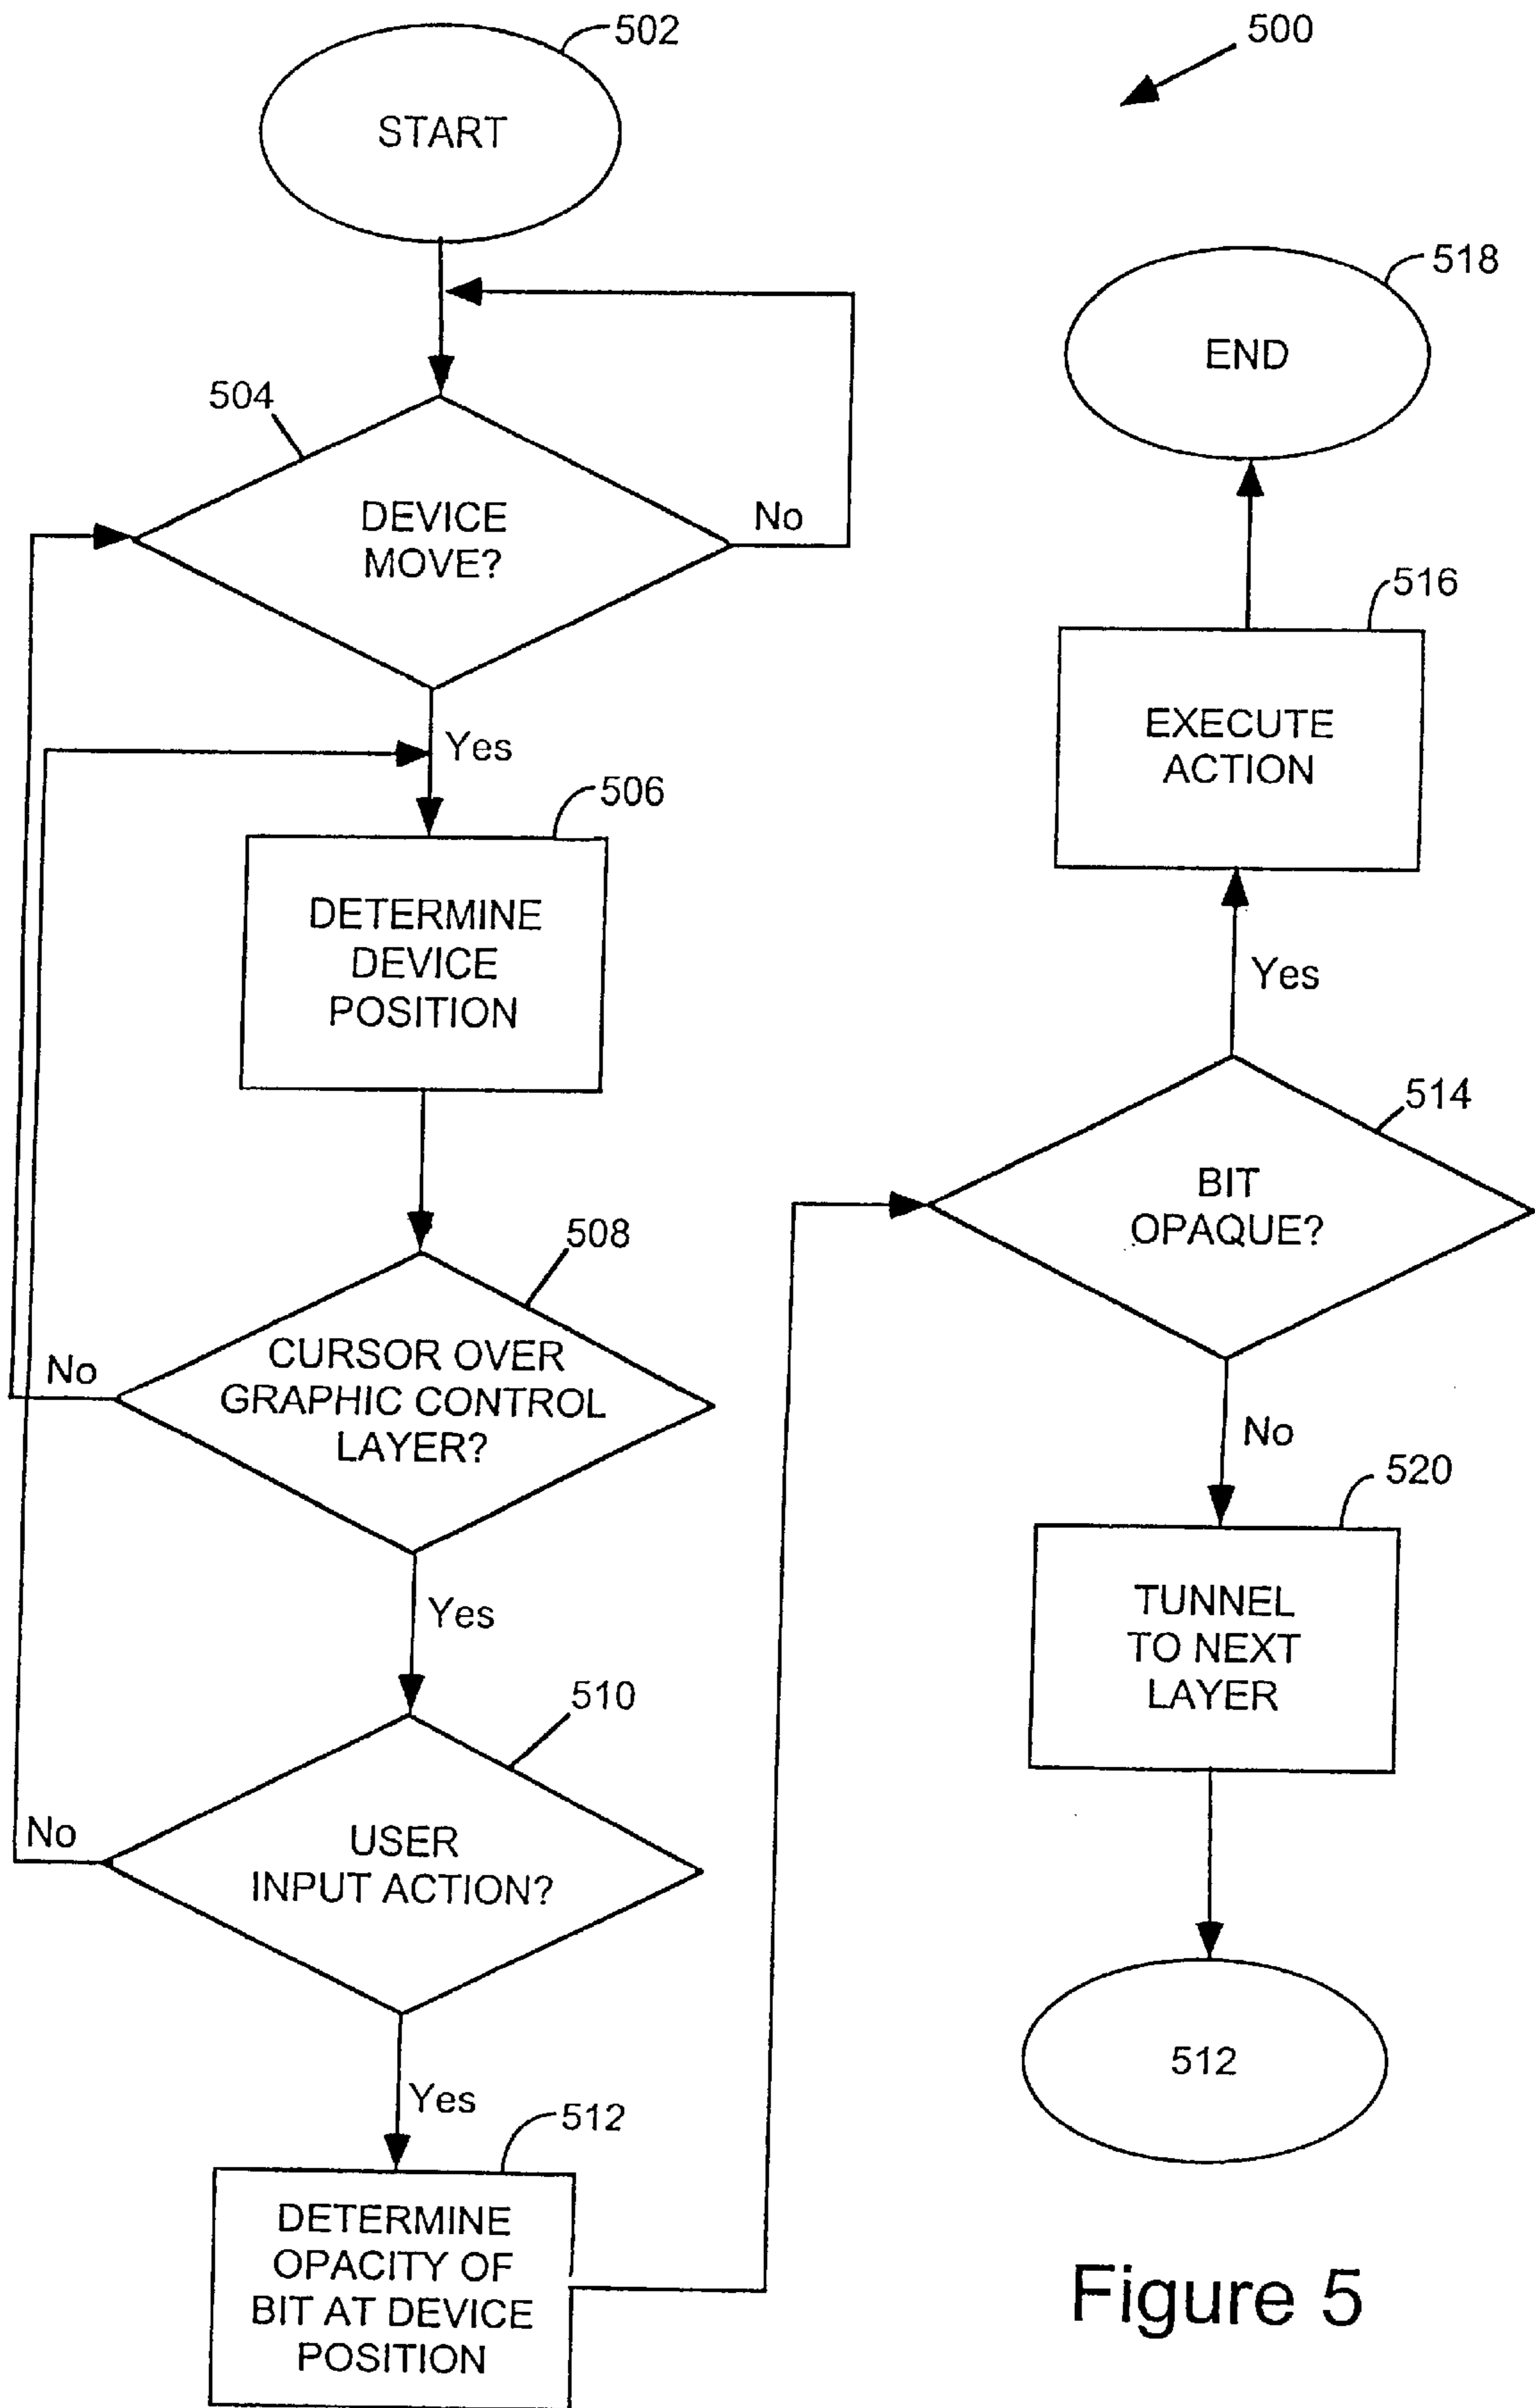 502
START
504
DEVICE
MOVE?
No
Yes
506
DETERMINE
DEVICE
POSITION
508
CURSOR OVER
GRAPHIC CONTROL
LAYER?
No
Yes
510
USER
INPUT ACTION?
No
Yes
512
DETERMINE
OPACITY OF
BIT AT DEVICE
POSITION
500
518
END
516
EXECUTE
ACTION
Yes
514
BIT
OPAQUE?
No
520
TUNNEL
TO NEXT
LAYER
512
Figure 5